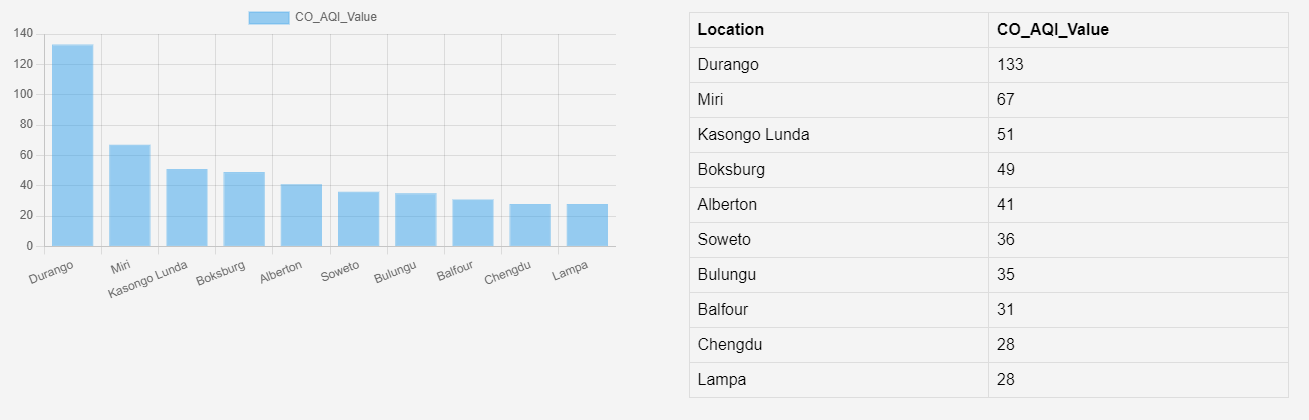 CO_AQI_Value
140
120
100
80
60
40
20
0
Durango
Miri
Kasongo Lunda
Boksburg
Alberton
Soweto
Bulungu
Balfour
Chengdu
Lampa
Location CO_AQI_Value
Durango 133
Miri 67
Kasongo Lunda 51
Boksburg 49
Alberton 41
Soweto 36
Bulungu 35
Balfour 31
Chengdu 28
Lampa 28